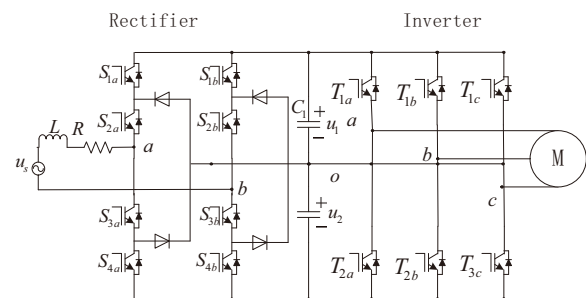 Rectifier Inverter
S1a S1b
T1a T1b T1c
S2a S2b C1 + u1 −
a
L R a
b
us
o
M
b
c
S3a S3b + u2 −
S4a S4b
T2a T2b T3c